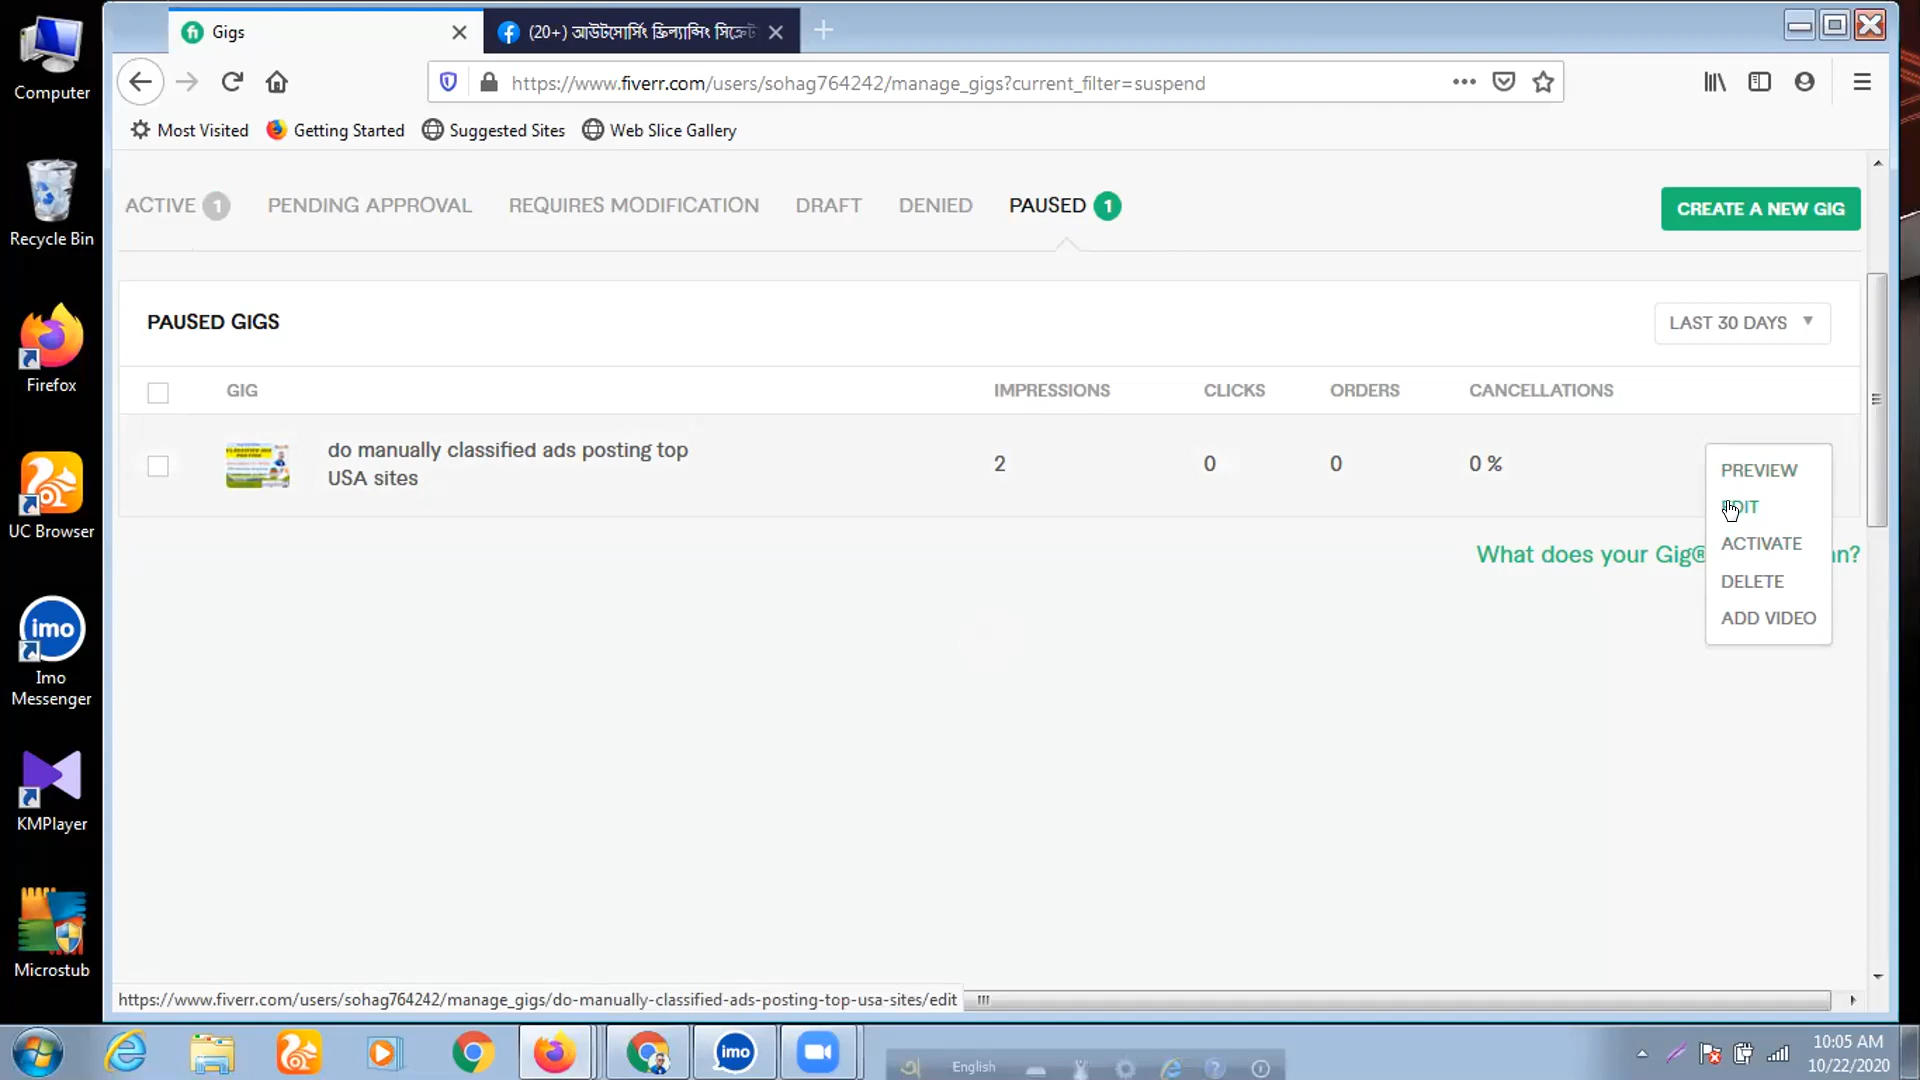 Computer
Recycle Bin
Firefox
UC Browser
imo
Imo
Messenger
KMPlayer
Microstub
Gigs
(20+) আউটসোর্সিং ফ্রিল্যান্সিং সিক্রেট
https://www.fiverr.com/users/sohag764242/manage_gigs?current_filter=suspend
Most Visited
Getting Started
Suggested Sites
Web Slice Gallery
ACTIVE 1
PENDING APPROVAL
REQUIRES MODIFICATION
DRAFT
DENIED
PAUSED 1
CREATE A NEW GIG
PAUSED GIGS
LAST 30 DAYS
GIG
IMPRESSIONS
CLICKS
ORDERS
CANCELLATIONS
do manually classified ads posting top
USA sites
2
0
0
0 %
PREVIEW
EDIT
ACTIVATE
DELETE
ADD VIDEO
What does your Gig®
n?
https://www.fiverr.com/users/sohag764242/manage_gigs/do-manually-classified-ads-posting-top-usa-sites/edit
imo
English
10:05 AM
10/22/2020